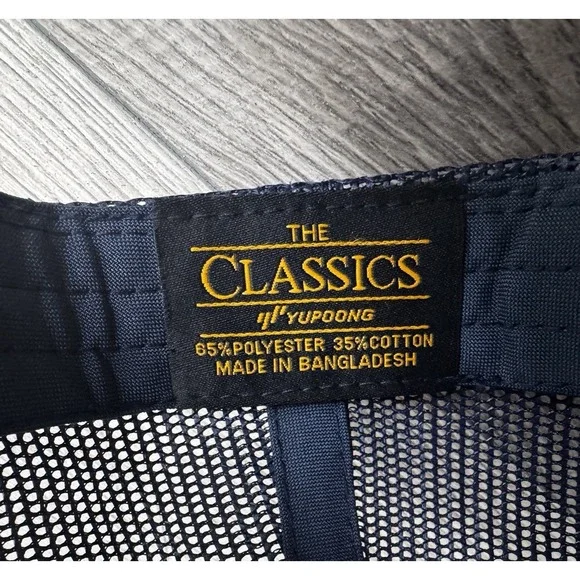 THE
CLASSICS
YUPOONG
65%POLYESTER 35%COTTON
MADE IN BANGLADESH